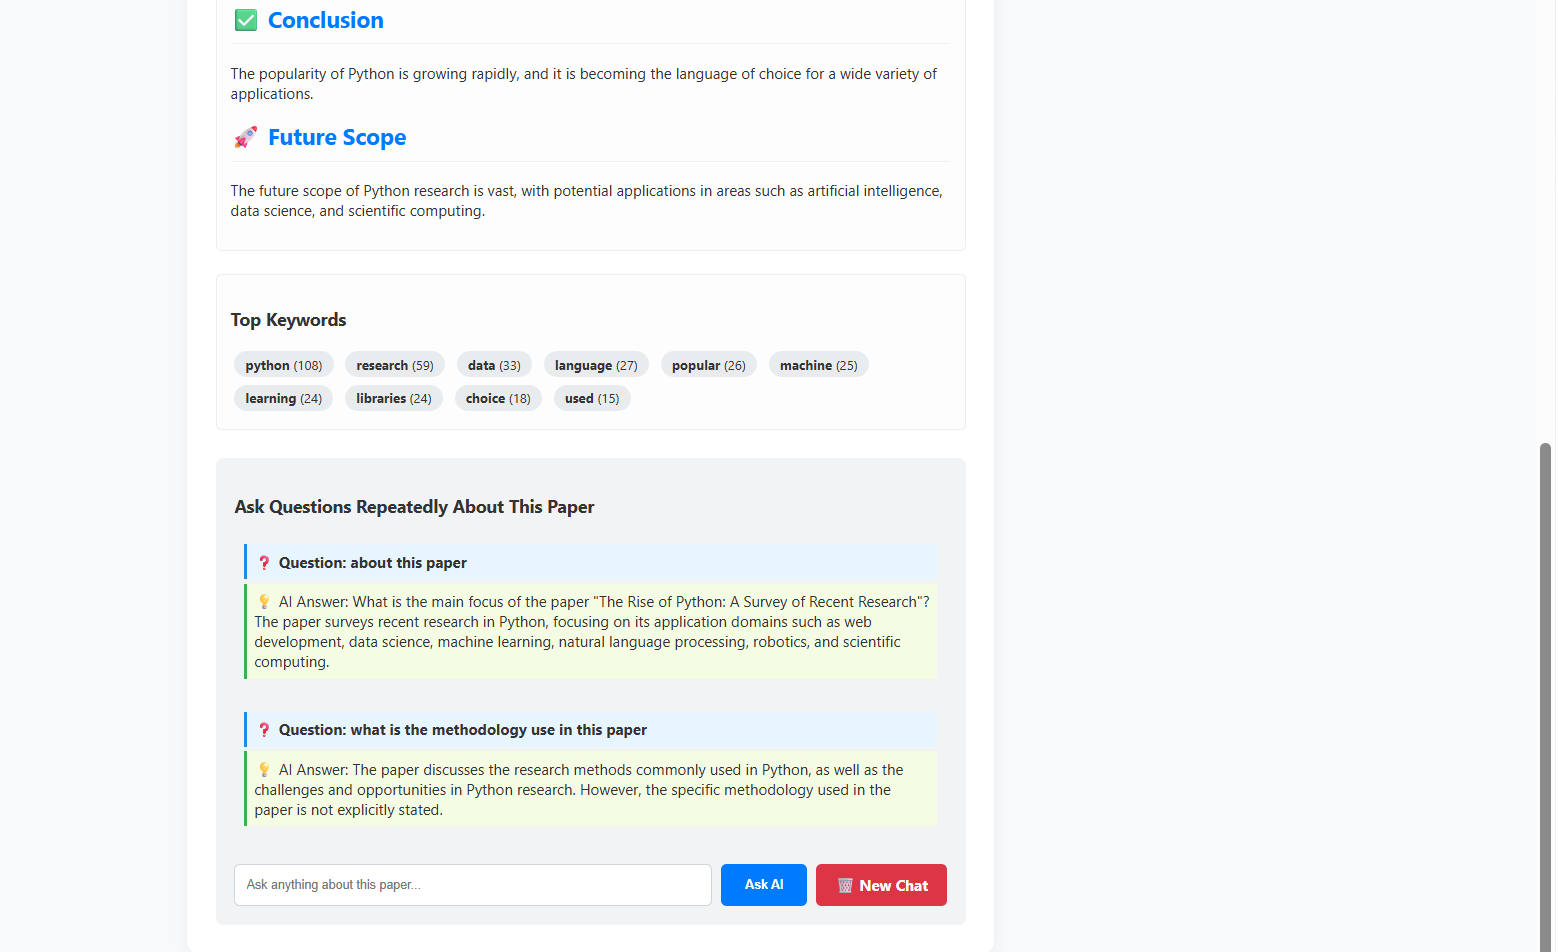 ✅ Conclusion
The popularity of Python is growing rapidly, and it is becoming the language of choice for a wide variety of
applications.
🚀 Future Scope
The future scope of Python research is vast, with potential applications in areas such as artificial intelligence,
data science, and scientific computing.
Top Keywords
python (108) research (59) data (33) language (27) popular (26) machine (25)
learning (24) libraries (24) choice (18) used (15)
Ask Questions Repeatedly About This Paper
❓ Question: about this paper
💡 AI Answer: What is the main focus of the paper "The Rise of Python: A Survey of Recent Research"?
The paper surveys recent research in Python, focusing on its application domains such as web
development, data science, machine learning, natural language processing, robotics, and scientific
computing.
❓ Question: what is the methodology use in this paper
💡 AI Answer: The paper discusses the research methods commonly used in Python, as well as the
challenges and opportunities in Python research. However, the specific methodology used in the
paper is not explicitly stated.
Ask anything about this paper... Ask AI 🗑️ New Chat